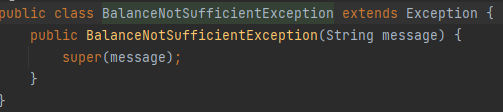 public class BalanceNotSufficientException extends Exception {
    public BalanceNotSufficientException(String message) {
        super(message);
    }
}